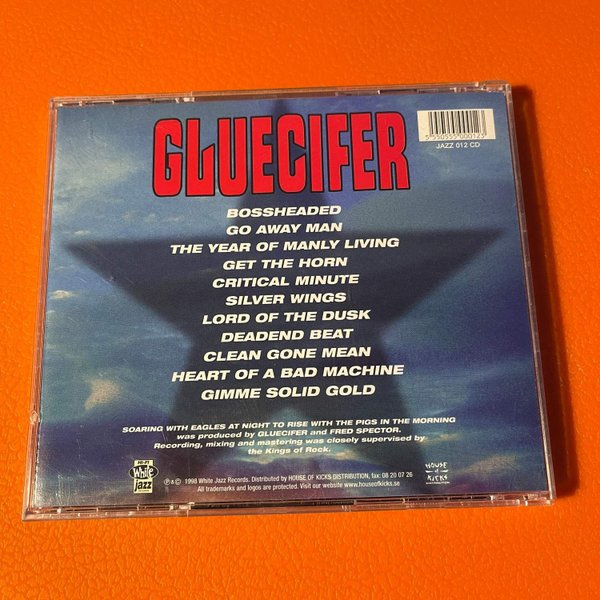 GLUECIFER
JAZZ 012 CD
BOSSHEADED
GO AWAY MAN
THE YEAR OF MANLY LIVING
GET THE HORN
CRITICAL MINUTE
SILVER WINGS
LORD OF THE DUSK
DEADEND BEAT
CLEAN GONE MEAN
HEART OF A BAD MACHINE
GIMME SOLID GOLD
SOARING WITH EAGLES AT NIGHT TO RISE WITH THE PIGS IN THE MORNING
was produced by GLUECIFER and FRED SPECTOR.
Recording, mixing and mastering was closely supervised by
the Kings of Rock.
HI-FI
White
jazz
℗&© 1998 White Jazz Records. Distributed by HOUSE OF KICKS DISTRIBUTION, fax: 08 20 07 26
All trademarks and logos are protected. Visit our website www.houseofkicks.se
HOUSE
of
KICKS